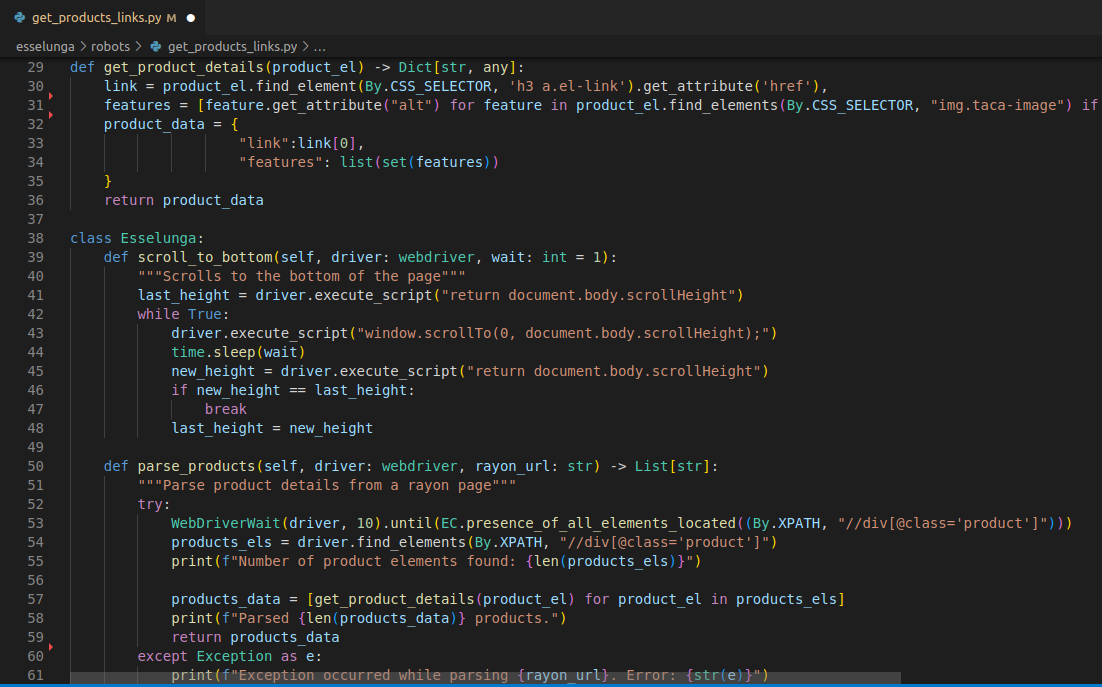 get_products_links.py M
esselunga > robots > get_products_links.py > ...
29 def get_product_details(product_el) -> Dict[str, any]:
30     link = product_el.find_element(By.CSS_SELECTOR, 'h3 a.el-link').get_attribute('href'),
31     features = [feature.get_attribute("alt") for feature in product_el.find_elements(By.CSS_SELECTOR, "img.taca-image") if
32     product_data = {
33                     "link":link[0],
34                     "features": list(set(features))
35     }
36     return product_data
37
38 class Esselunga:
39     def scroll_to_bottom(self, driver: webdriver, wait: int = 1):
40         """Scrolls to the bottom of the page"""
41         last_height = driver.execute_script("return document.body.scrollHeight")
42         while True:
43             driver.execute_script("window.scrollTo(0, document.body.scrollHeight);")
44             time.sleep(wait)
45             new_height = driver.execute_script("return document.body.scrollHeight")
46             if new_height == last_height:
47                 break
48             last_height = new_height
49
50     def parse_products(self, driver: webdriver, rayon_url: str) -> List[str]:
51         """Parse product details from a rayon page"""
52         try:
53             WebDriverWait(driver, 10).until(EC.presence_of_all_elements_located((By.XPATH, "//div[@class='product']")))
54             products_els = driver.find_elements(By.XPATH, "//div[@class='product']")
55             print(f"Number of product elements found: {len(products_els)}")
56
57             products_data = [get_product_details(product_el) for product_el in products_els]
58             print(f"Parsed {len(products_data)} products.")
59             return products_data
60         except Exception as e:
61             print(f"Exception occurred while parsing {rayon_url}. Error: {str(e)}")